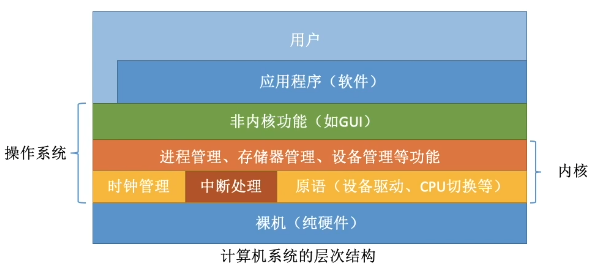 用户
应用程序（软件）
非内核功能（如GUI）
操作系统
进程管理、存储器管理、设备管理等功能
内核
时钟管理
中断处理
原语（设备驱动、CPU切换等）
裸机（纯硬件）
计算机系统的层次结构